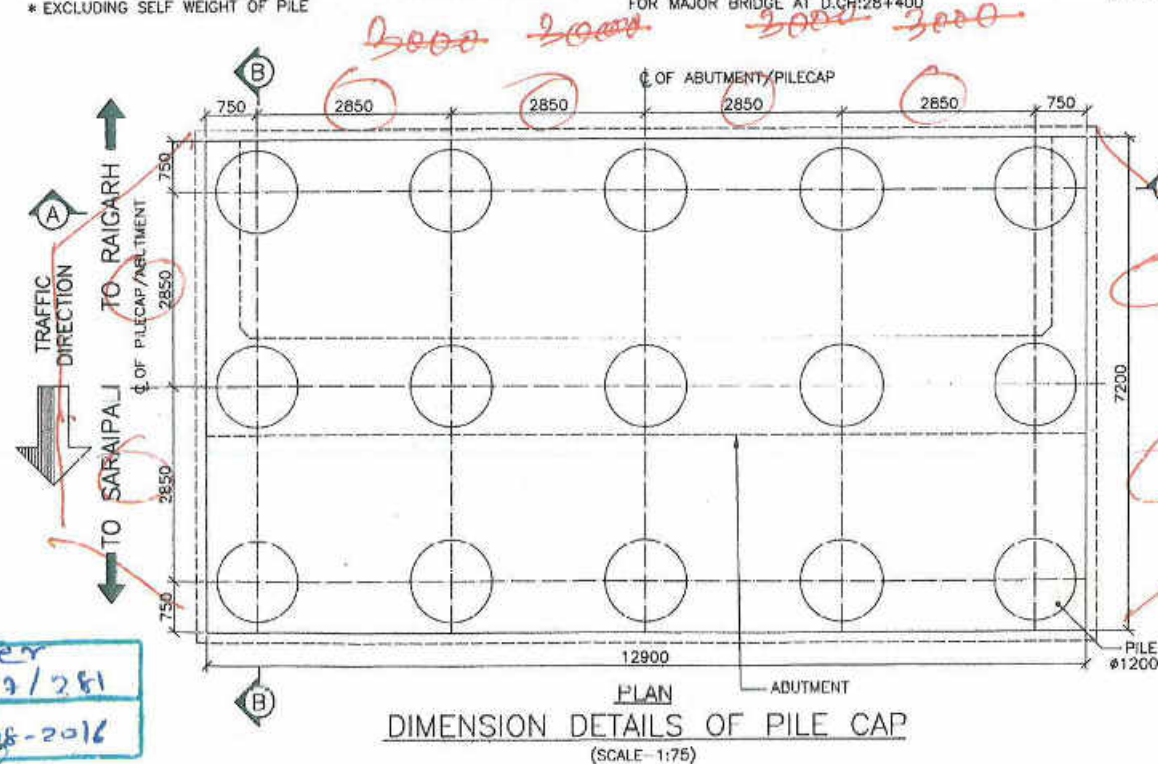 * EXCLUDING SELF WEIGHT OF PILE
FOR MAJOR BRIDGE AT D.CH:28+400
3000 3000 3000 3000
B
℄ OF ABUTMENT/PILECAP
750 2850 2850 2850 2850 750
A
TRAFFIC DIRECTION
TO RAIGARH
TO SARAIPALI
℄ OF PILECAP/ABUTMENT
750
2850
2850
750
7200
12900
PILE
ø1200
B
ABUTMENT
PLAN
DIMENSION DETAILS OF PILE CAP
(SCALE-1:75)
7/281
8-2016